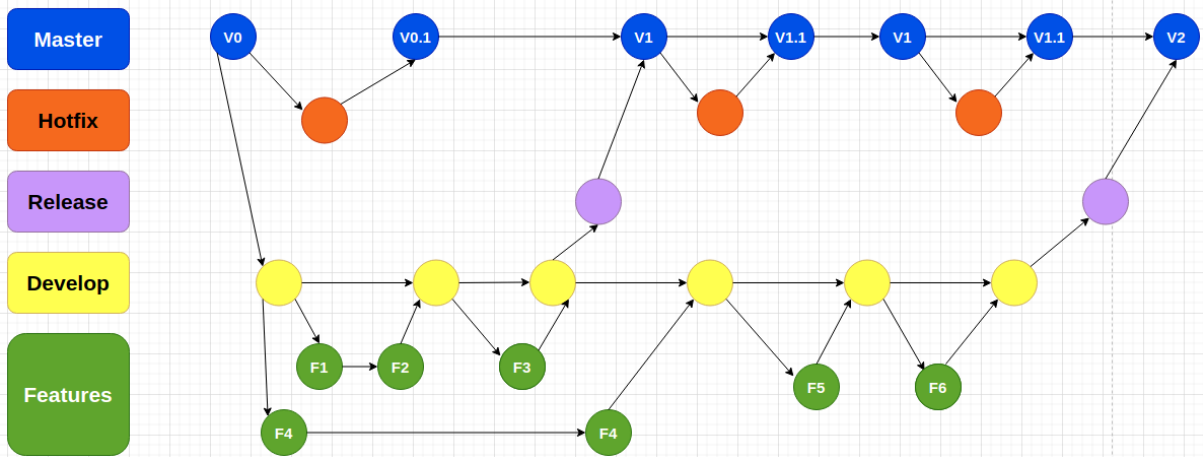 Master
V0
V0.1
V1
V1.1
V1
V1.1
V2
Hotfix
Release
Develop
Features
F1
F2
F3
F5
F6
F4
F4